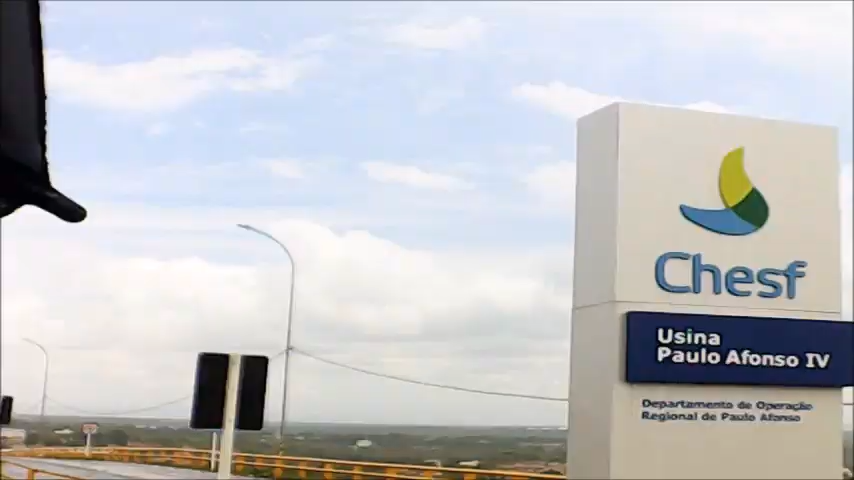 Chesf
Usina
Paulo Afonso IV
Departamento de Operação
Regional de Paulo Afonso